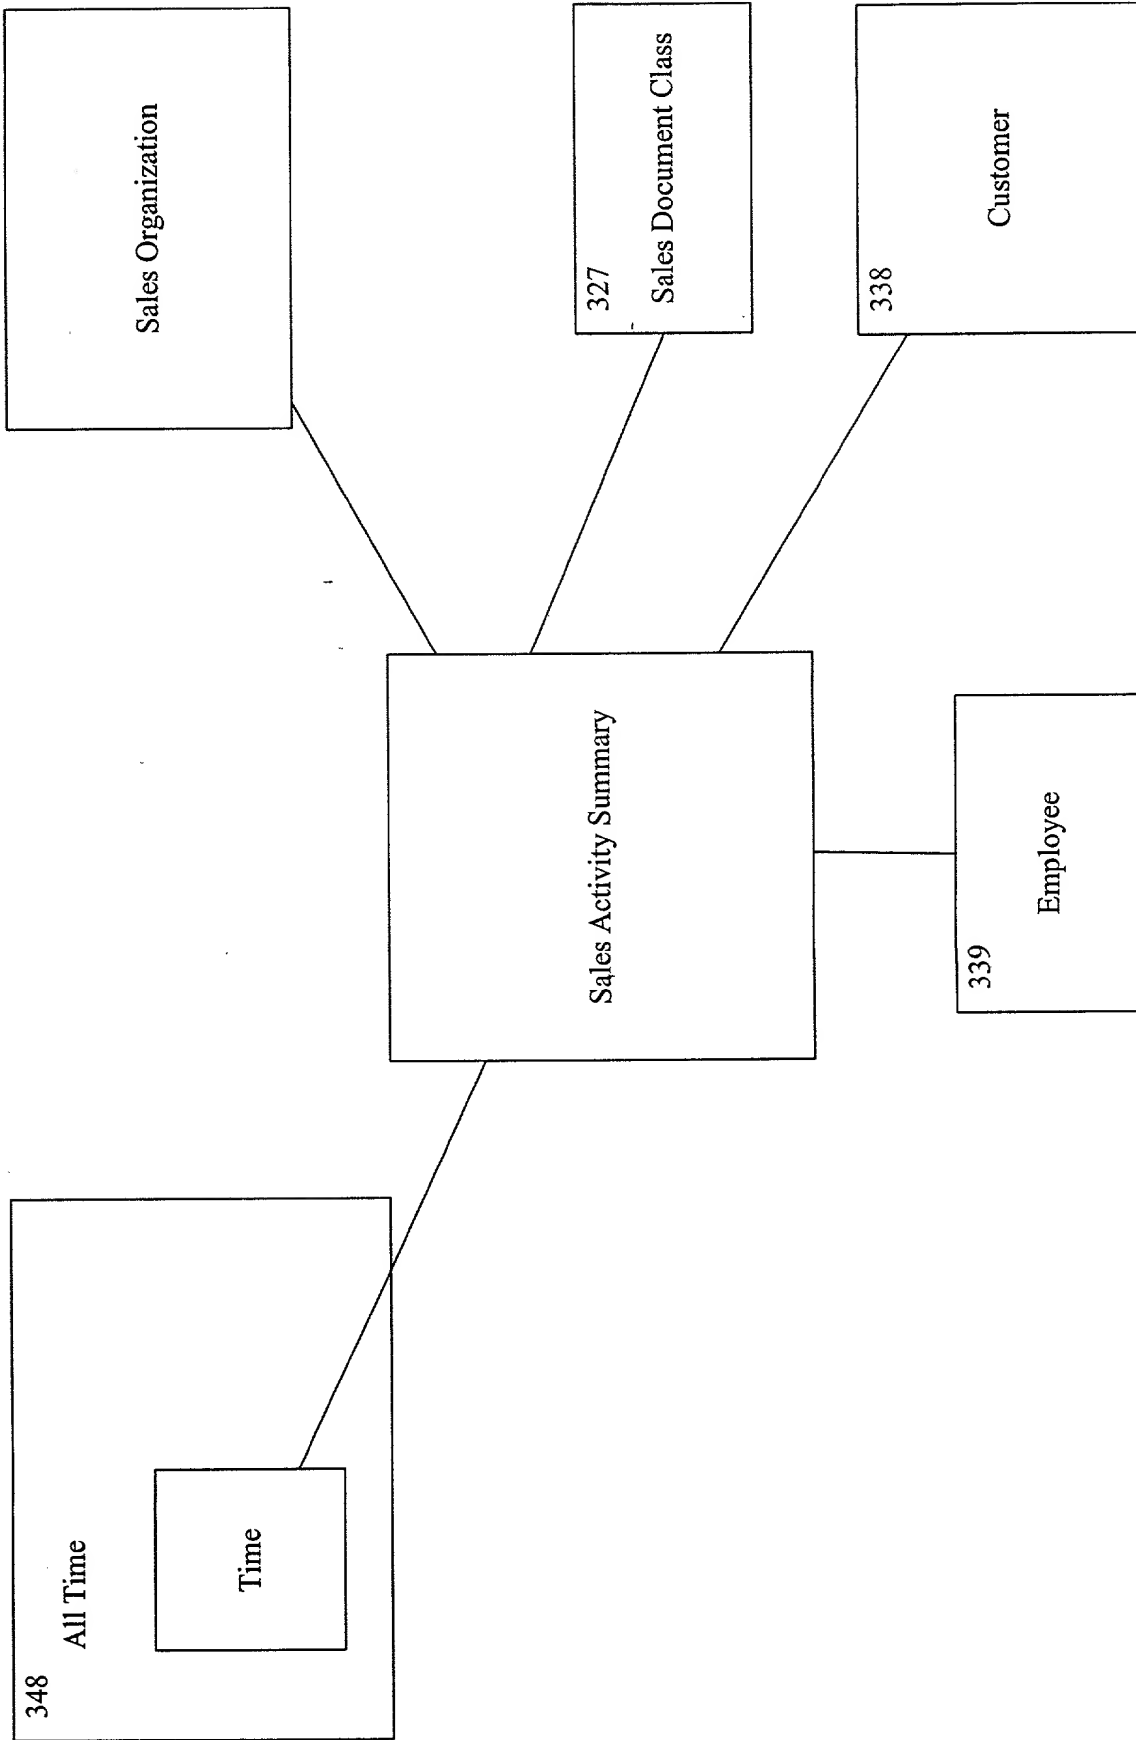 348
All Time
Time
Sales Organization
Sales Activity Summary
327
Sales Document Class
339
Employee
338
Customer